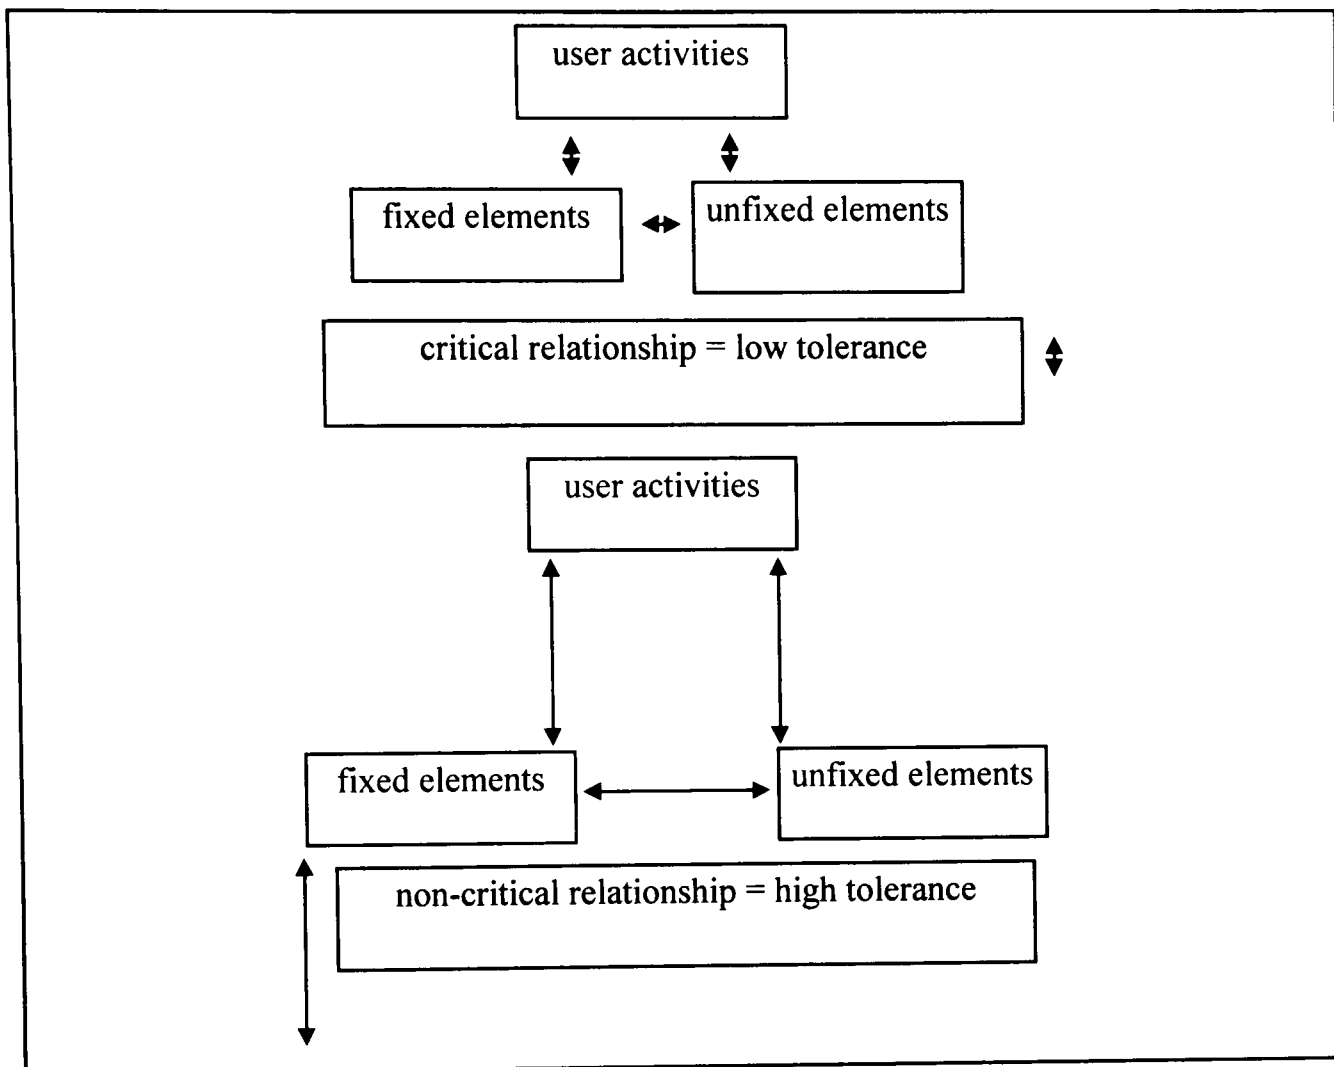 user activities
fixed elements
unfixed elements
critical relationship = low tolerance
user activities
fixed elements
unfixed elements
non-critical relationship = high tolerance